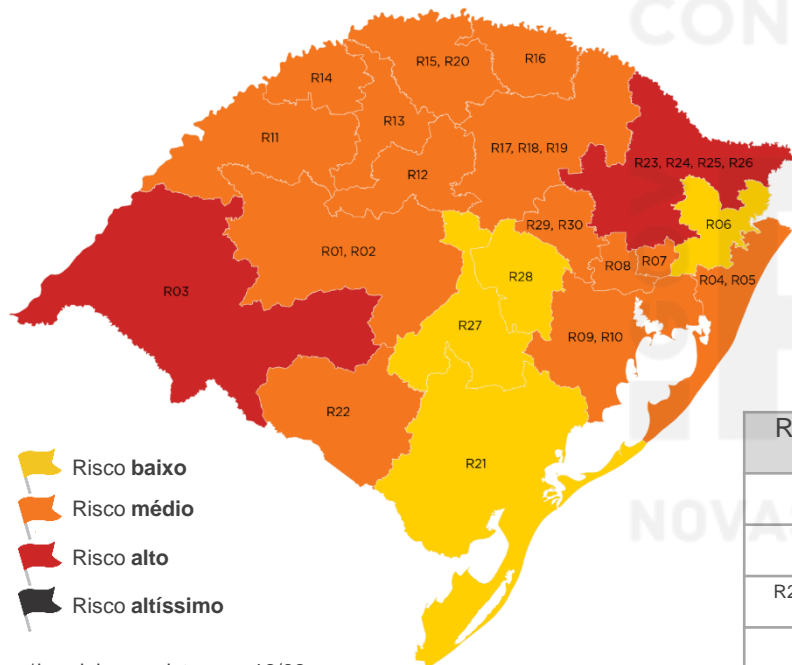 CON
R15, R20
R16
R14
R13
R11
R17, R18, R19
R23, R24, R25, R26
R12
R06
R29, R30
R01, R02
R08
R07
R28
R04, R05
R03
R27
R09, R10
R22
R21
Risco baixo
Risco médio
Risco alto
Risco altíssimo
NOVAS